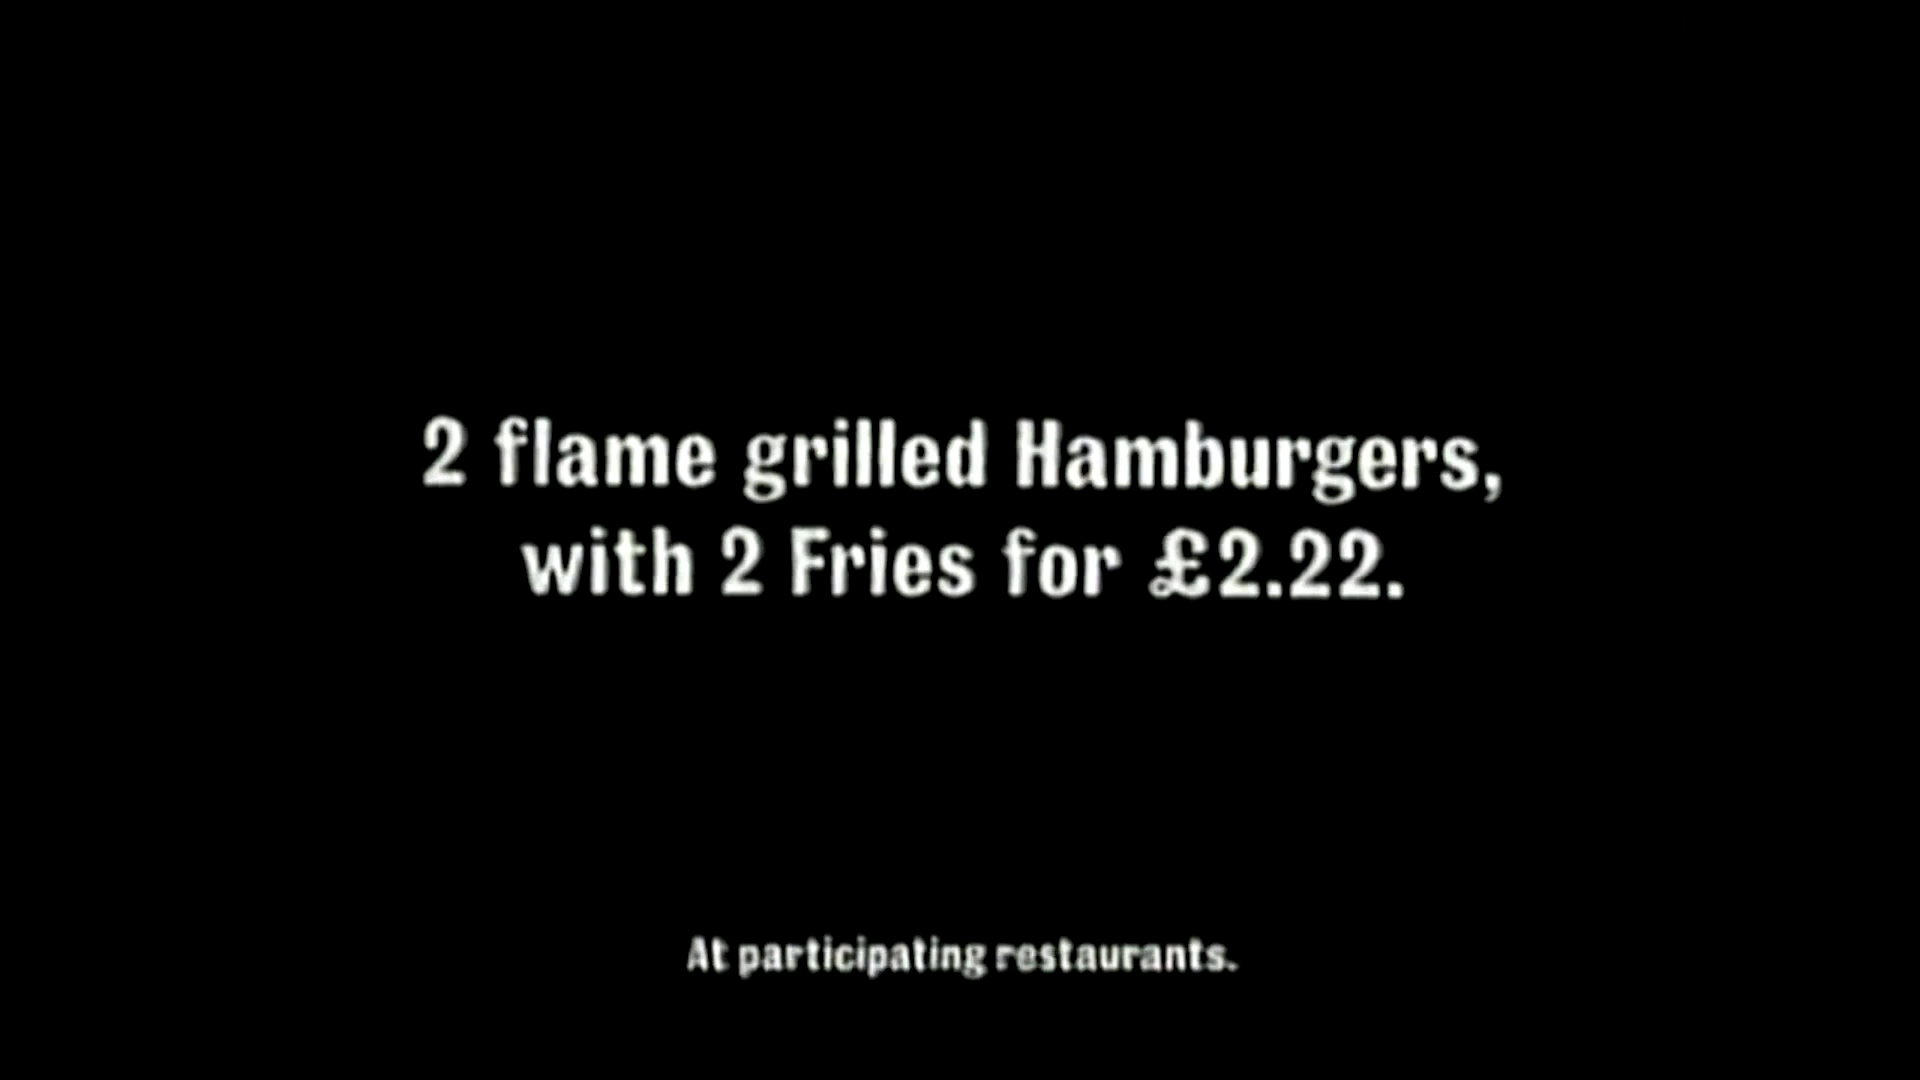 2 flame grilled Hamburgers,
with 2 Fries for £2.22.
At participating restaurants.